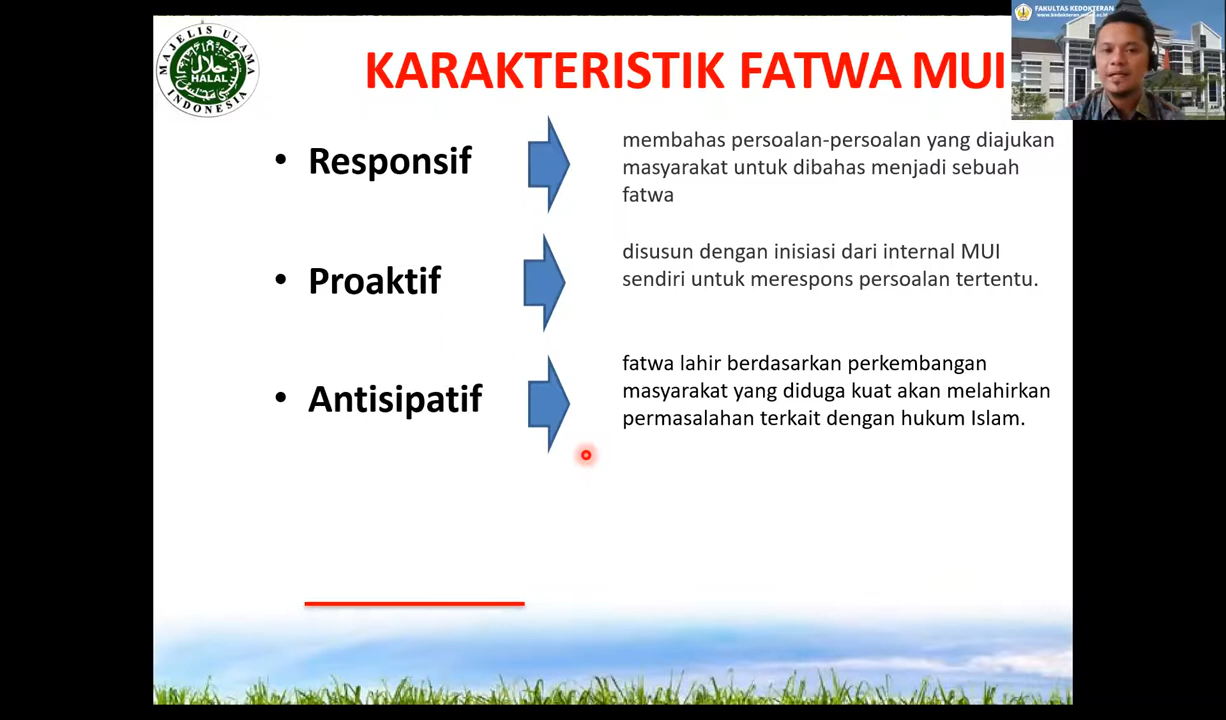 MAJELIS ULAMA
INDONESIA
حلال
HALAL
KARAKTERISTIK FATWA MUI
FAKULTAS KEDOKTERAN
• Responsif
membahas persoalan-persoalan yang diajukan
masyarakat untuk dibahas menjadi sebuah
fatwa
• Proaktif
disusun dengan inisiasi dari internal MUI
sendiri untuk merespons persoalan tertentu.
• Antisipatif
fatwa lahir berdasarkan perkembangan
masyarakat yang diduga kuat akan melahirkan
permasalahan terkait dengan hukum Islam.